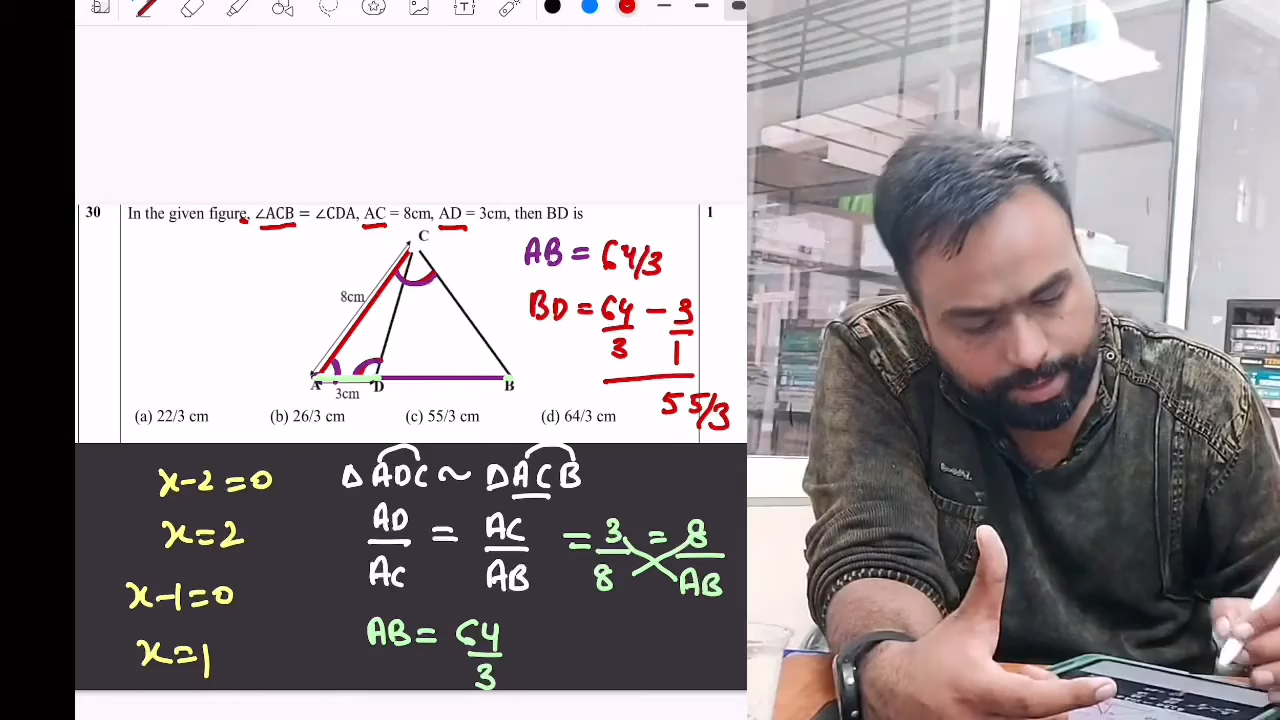 30
In the given figure, ∠ACB = ∠CDA, AC = 8cm, AD = 3cm, then BD is
1
C
8cm
A
D
B
3cm
AB = 64/3
BD = 64/3 - 3/1
55/3
(a) 22/3 cm (b) 26/3 cm (c) 55/3 cm (d) 64/3 cm
x-2=0
x=2
x-1=0
x=1
Δ ADC ~ ΔACB
AD/AC = AC/AB = 3/8 = 8/AB
AB = 64/3